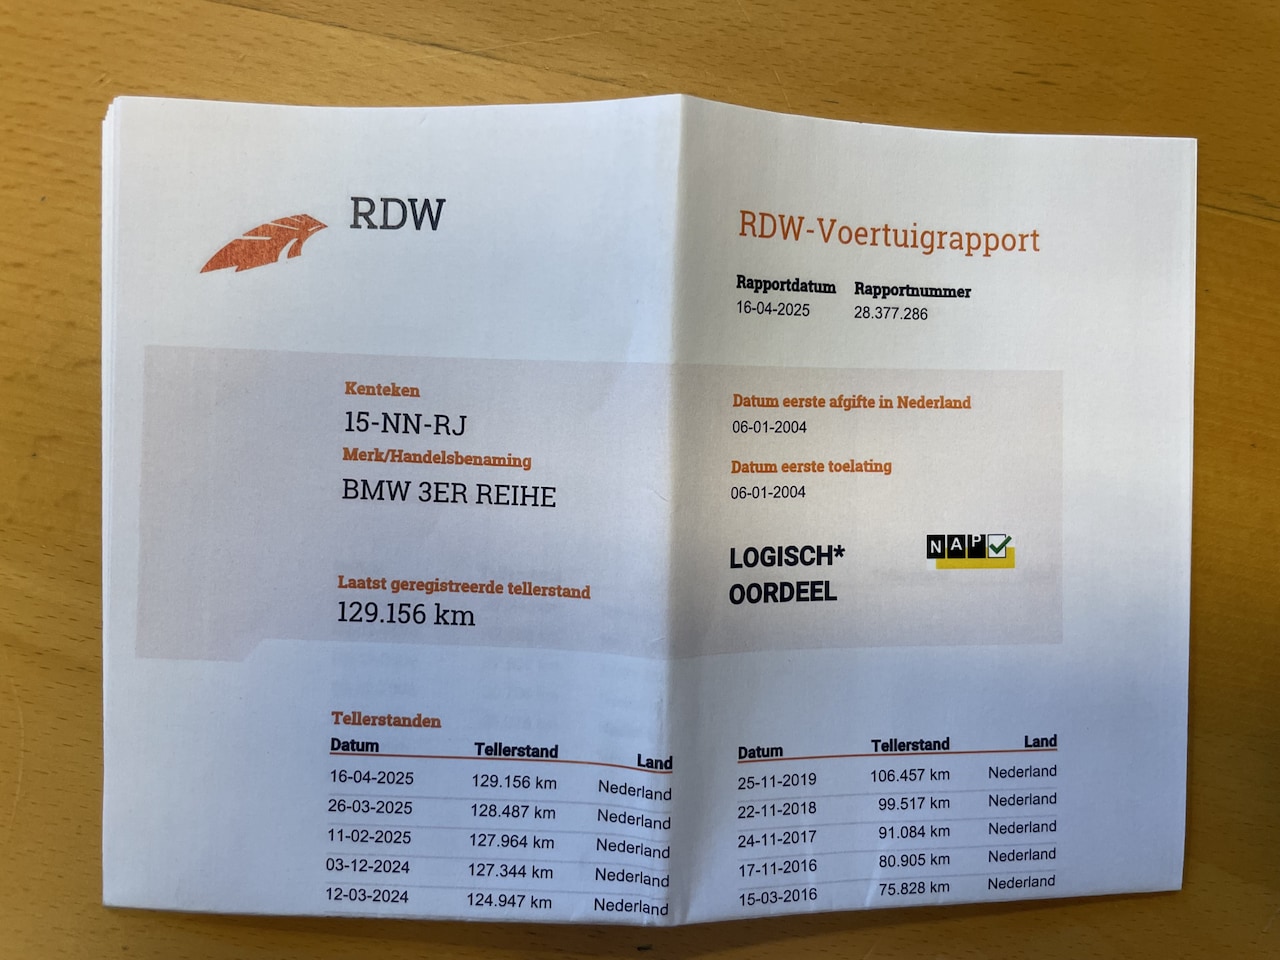 RDW
RDW-Voertuigrapport
Rapportdatum Rapportnummer
16-04-2025 28.377.286
Kenteken
15-NN-RJ
Merk/Handelsbenaming
BMW 3ER REIHE
Datum eerste afgifte in Nederland
06-01-2004
Datum eerste toelating
06-01-2004
Laatst geregistreerde tellerstand
129.156 km
LOGISCH*
OORDEEL
NAP
Tellerstanden
Datum Tellerstand Land
16-04-2025 129.156 km Nederland
26-03-2025 128.487 km Nederland
11-02-2025 127.964 km Nederland
03-12-2024 127.344 km Nederland
12-03-2024 124.947 km Nederland
Datum Tellerstand Land
25-11-2019 106.457 km Nederland
22-11-2018 99.517 km Nederland
24-11-2017 91.084 km Nederland
17-11-2016 80.905 km Nederland
15-03-2016 75.828 km Nederland